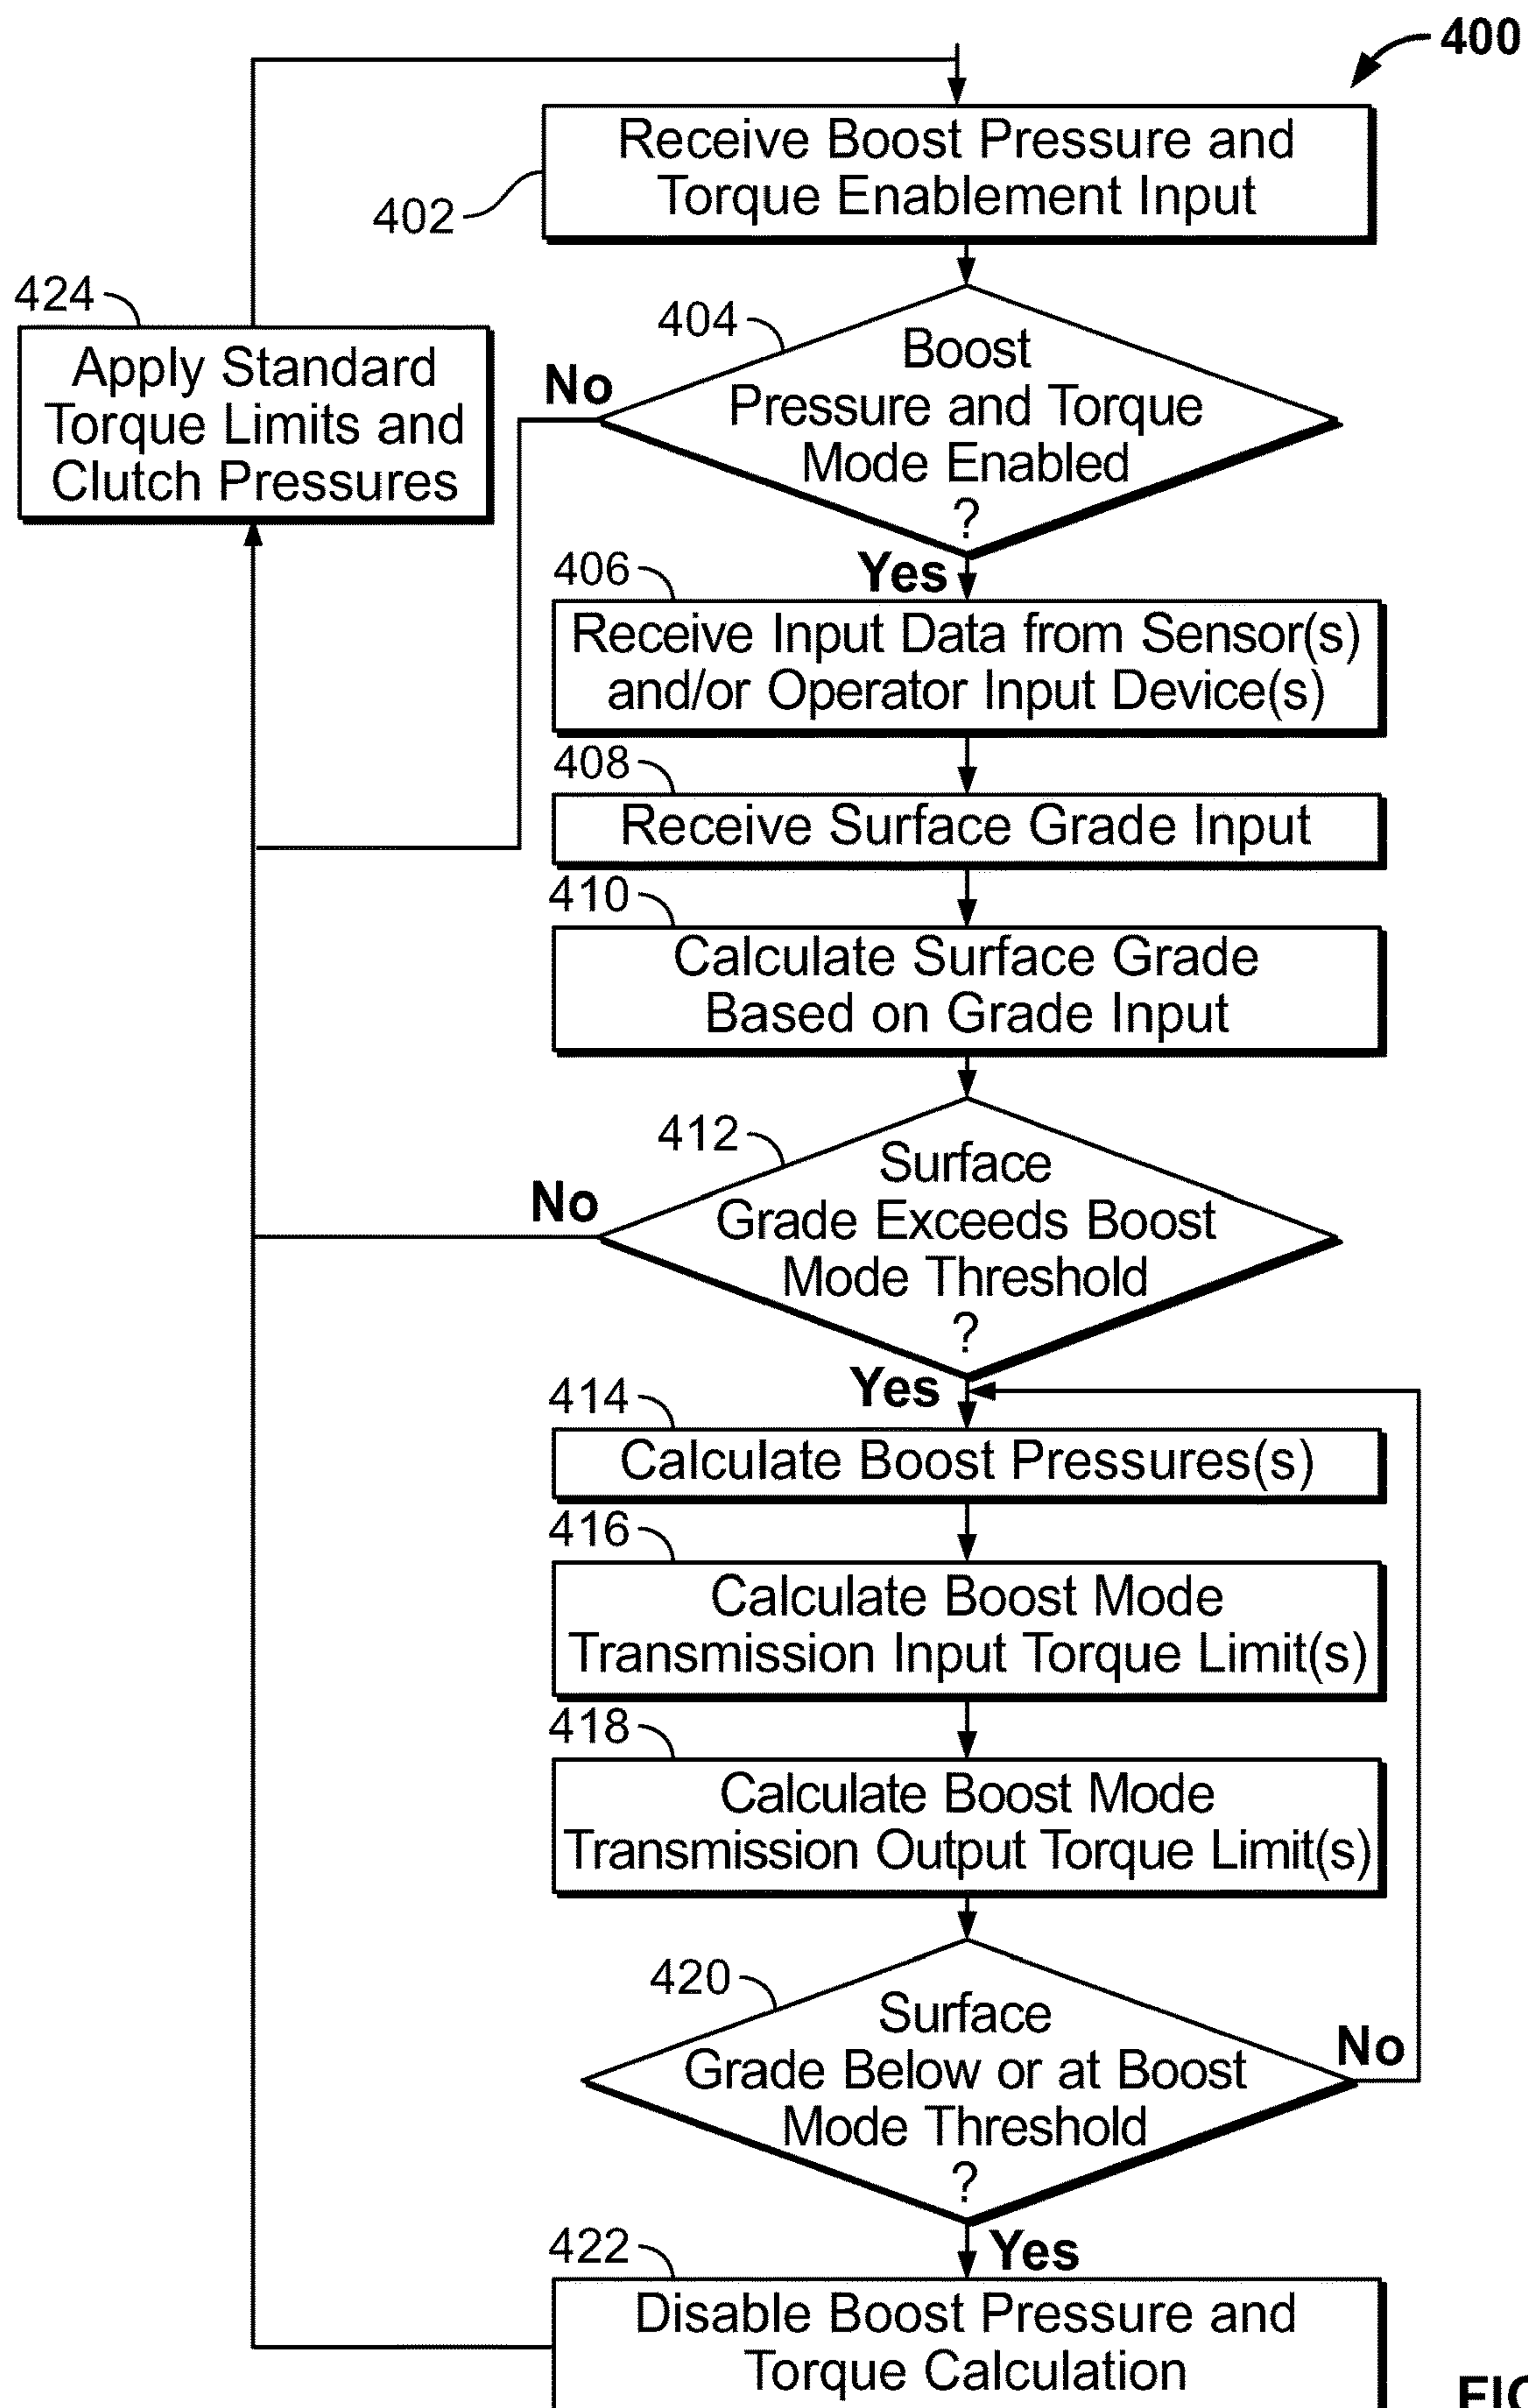 400
Receive Boost Pressure and
Torque Enablement Input
402
424
Apply Standard
Torque Limits and
Clutch Pressures
404
Boost
Pressure and Torque
Mode Enabled
?
No
Yes
406
Receive Input Data from Sensor(s)
and/or Operator Input Device(s)
408
Receive Surface Grade Input
410
Calculate Surface Grade
Based on Grade Input
412
Surface
Grade Exceeds Boost
Mode Threshold
?
No
Yes
414
Calculate Boost Pressures(s)
416
Calculate Boost Mode
Transmission Input Torque Limit(s)
418
Calculate Boost Mode
Transmission Output Torque Limit(s)
420
Surface
Grade Below or at Boost
Mode Threshold
?
No
Yes
422
Disable Boost Pressure and
Torque Calculation